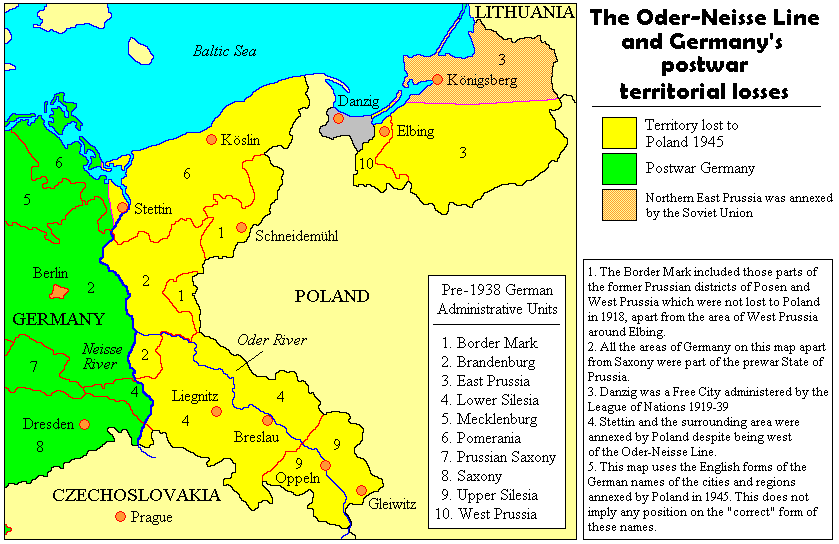 The Oder-Neisse Line
and Germany's
postwar
territorial losses
Territory lost to
Poland 1945
Postwar Germany
Northern East Prussia was annexed
by the Soviet Union
LITHUANIA
Baltic Sea
3
Königsberg
Danzig
Köslin
Elbing
6
6
10
3
5
Stettin
1
Schneidemühl
Berlin
2
2
1
POLAND
GERMANY
Oder River
Neisse
River
2
7
4
4
Liegnitz
4
Dresden
Breslau
8
9
9
Oppeln
Gleiwitz
CZECHOSLOVAKIA
Prague
Pre-1938 German
Administrative Units
1. Border Mark
2. Brandenburg
3. East Prussia
4. Lower Silesia
5. Mecklenburg
6. Pomerania
7. Prussian Saxony
8. Saxony
9. Upper Silesia
10. West Prussia
1. The Border Mark included those parts of
the former Prussian districts of Posen and
West Prussia which were not lost to Poland
in 1918, apart from the area of West Prussia
around Elbing.
2. All the areas of Germany on this map apart
from Saxony were part of the prewar State of
Prussia.
3. Danzig was a Free City administered by the
League of Nations 1919-39
4. Stettin and the surrounding area were
annexed by Poland despite being west
of the Oder-Neisse Line.
5. This map uses the English forms of the
German names of the cities and regions
annexed by Poland in 1945. This does not
imply any position on the "correct" form of
these names.